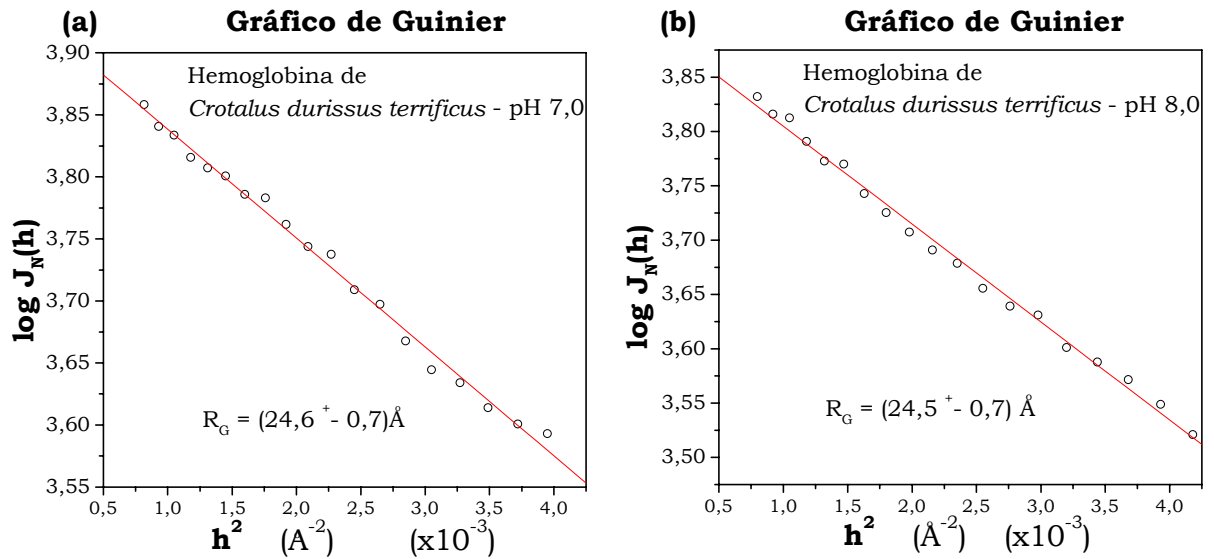 (a) Gráfico de Guinier
Hemoglobina de
Crotalus durissus terrificus - pH 7,0
log J_N(h)
3,90
3,85
3,80
3,75
3,70
3,65
3,60
3,55
R_G = (24,6 ⁺- 0,7)Å
0,5 1,0 1,5 2,0 2,5 3,0 3,5 4,0
h² (A⁻²) (x10⁻³)
(b) Gráfico de Guinier
Hemoglobina de
Crotalus durissus terrificus - pH 8,0
log J_N(h)
3,85
3,80
3,75
3,70
3,65
3,60
3,55
3,50
R_G = (24,5 ⁺- 0,7) Å
0,5 1,0 1,5 2,0 2,5 3,0 3,5 4,0
h² (Å⁻²) (x10⁻³)